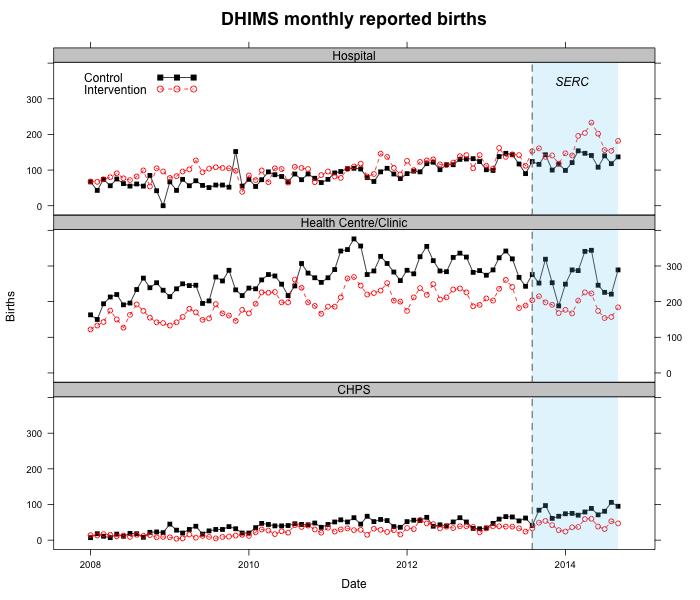 DHIMS monthly reported births
Hospital
Control
Intervention
SERC
300
200
100
0
Health Centre/Clinic
300
200
100
0
Births
CHPS
300
200
100
0
2008 2010 2012 2014
Date